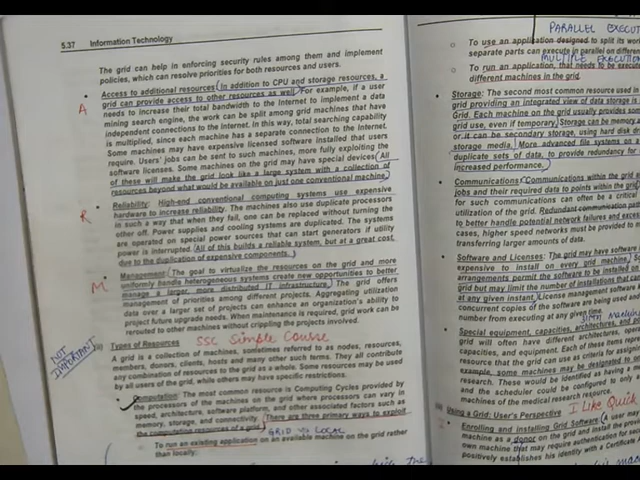 5.37 Information Technology
The grid can help in enforcing security rules among them and implement
policies, which can resolve priorities for both resources and users.
A
• Access to additional resources: In addition to CPU and storage resources, a
grid can provide access to other resources as well. For example, if a user
needs to increase their total bandwidth to the Internet to implement a data
mining search engine, the work can be split among grid machines that have
independent connections to the Internet. In this way, total searching capability
is multiplied, since each machine has a separate connection to the Internet.
Some machines may have expensive licensed software installed that users
require. Users' jobs can be sent to such machines, more fully exploiting the
software licenses. Some machines on the grid may have special devices. (All
of these will make the grid look like a large system with a collection of
resources beyond what would be available on just one conventional machine.)
R
• Reliability: High-end conventional computing systems use expensive
hardware to increase reliability. The machines also use duplicate processors
in such a way that when they fail, one can be replaced without turning the
other off. Power supplies and cooling systems are duplicated. The systems
are operated on special power sources that can start generators if utility
power is interrupted. (All of this builds a reliable system, but at a great cost,
due to the duplication of expensive components.)
M
• Management: (The goal to virtualize the resources on the grid and more
uniformly handle heterogeneous systems create new opportunities to better
manage a larger, more distributed IT infrastructure.) The grid offers
management of priorities among different projects. Aggregating utilization
data over a larger set of projects can enhance an organization's ability to
project future upgrade needs. When maintenance is required, grid work can be
rerouted to other machines without crippling the projects involved.
NOT IMPORTANT
Types of Resources SSC Simple Course
A grid is a collection of machines, sometimes referred to as nodes, resources,
members, donors, clients, hosts and many other such terms. They all contribute
any combination of resources to the grid as a whole. Some resources may be used
by all users of the grid, while others may have specific restrictions.
Computation: The most common resource is Computing Cycles provided by
the processors of the machines on the grid where processors can vary in
speed, architecture, software platform, and other associated factors such as
memory, storage, and connectivity. (There are three primary ways to exploit
the computation resources of a grid) GRID LOCAL
To run an existing application on an available machine on the grid rather
than locally.
PARALLEL EXECUT
To use an application designed to split its wor
separate parts can execute in parallel on differen
MULTIPLE EXECUTION
To run an application, that needs to be execute
different machines in the grid.
• Storage: The second most common resource used in
grid providing an integrated view of data storage is
Grid. Each machine on the grid usually provides som
grid use, even if temporary. Storage can be memory a
or it can be secondary storage, using hard disk dr
storage media. More advanced file systems on a
duplicate sets of data, to provide redundancy for
increased performance.
• Communications: Communications within the grid a
jobs and their required data to points within the grid
for such communications can often be a critical
utilization of the grid. Redundant communication path
to better handle potential network failures and exces
cases, higher speed networks must be provided to m
transferring larger amounts of data.
• Software and Licenses: The grid may have software
expensive to install on every grid machine. So
arrangements permit the software to be installed on
grid but may limit the number of installations that can
at any given instant. License management software k
concurrent copies of the software are being used an
number from executing at any given time.
• Special equipment, capacities, architectures, and po
grid will often have different architectures, operati
capacities, and equipment. Each of these items repres
resource that the grid can use as criteria for assigni
example, some machines may be designated to
research. These would be identified as having a med
and the scheduler could be configured to only a
machines of the medical research resource.
Using a Grid: User's Perspective I Like Quick
• Enrolling and installing Grid Software: A user may
machine as a donor on the grid and install the provi
own machine that may require authentication for sec
positively establishes his identity with a Certificate